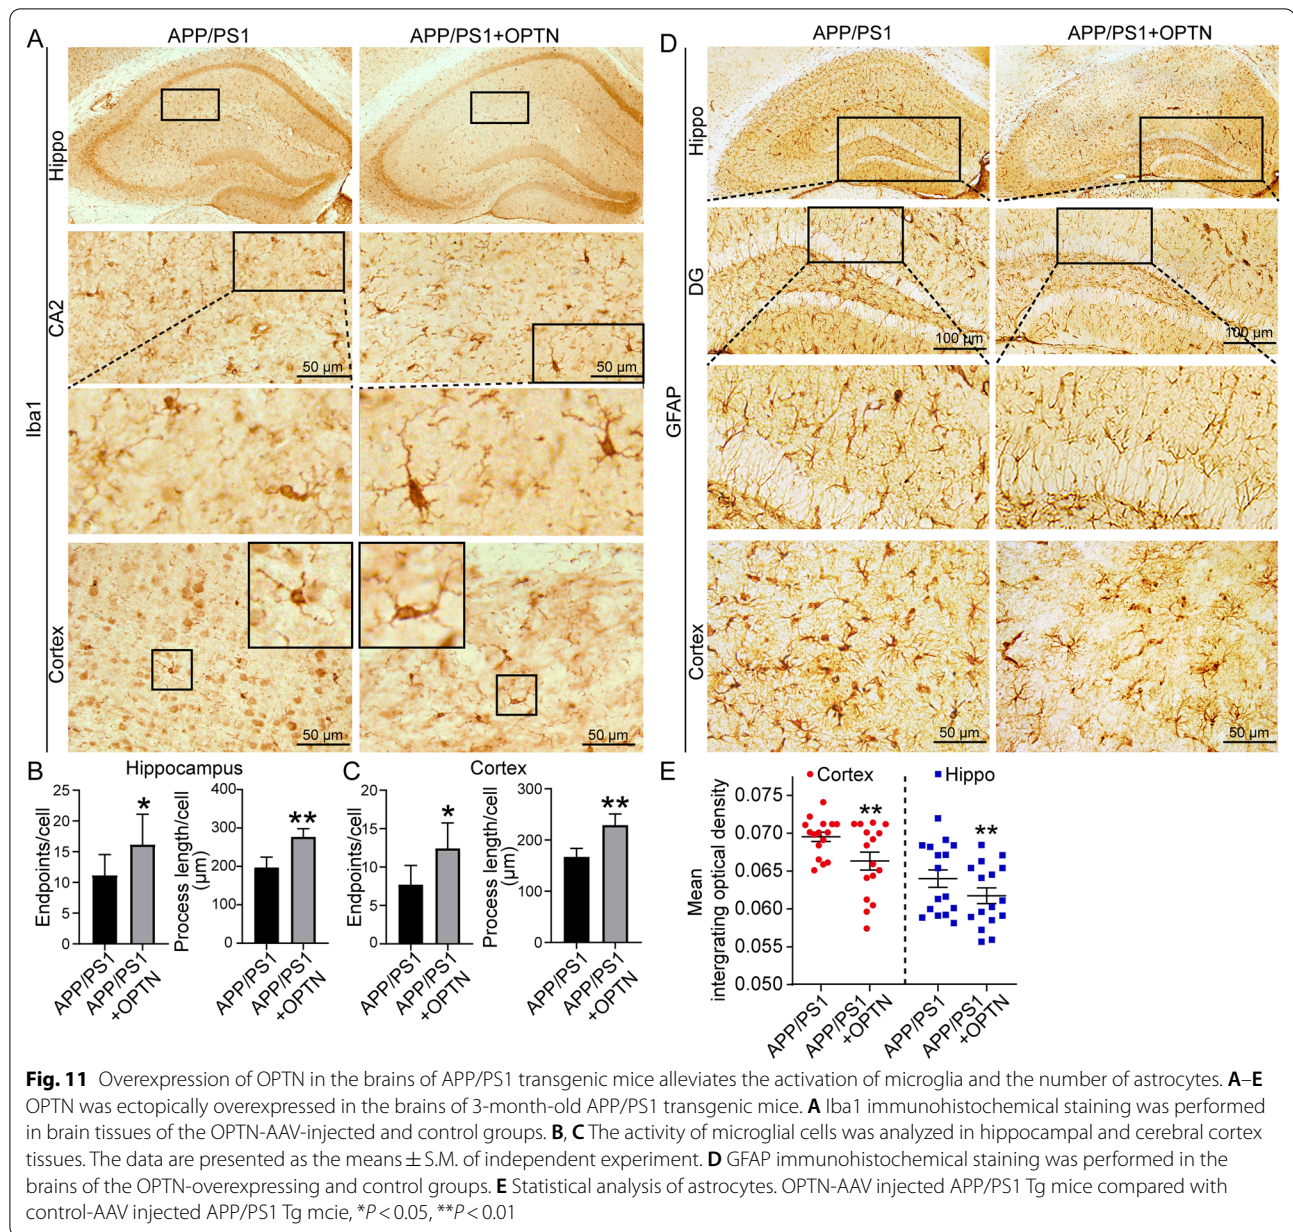 A
APP/PS1
APP/PS1+OPTN
Hippo
CA2
50 µm
50 µm
Iba1
Cortex
50 µm
50 µm
D
APP/PS1
APP/PS1+OPTN
Hippo
DG
100 µm
100 µm
GFAP
Cortex
50 µm
50 µm
B
Hippocampus
Endpoints/cell
25
20
15
10
5
0
*
APP/PS1
APP/PS1
+OPTN
Process length/cell
(µm)
400
300
200
100
0
**
APP/PS1
APP/PS1
+OPTN
C
Cortex
Endpoints/cell
20
15
10
5
0
*
APP/PS1
APP/PS1
+OPTN
Process length/cell
(µm)
300
200
100
0
**
APP/PS1
APP/PS1
+OPTN
E
Cortex
Hippo
Mean
intergrating optical density
0.075
0.070
0.065
0.060
0.055
0.050
**
**
APP/PS1
APP/PS1
+OPTN
APP/PS1
APP/PS1
+OPTN
Fig. 11 Overexpression of OPTN in the brains of APP/PS1 transgenic mice alleviates the activation of microglia and the number of astrocytes. A–E
OPTN was ectopically overexpressed in the brains of 3-month-old APP/PS1 transgenic mice. A Iba1 immunohistochemical staining was performed
in brain tissues of the OPTN-AAV-injected and control groups. B, C The activity of microglial cells was analyzed in hippocampal and cerebral cortex
tissues. The data are presented as the means ± S.M. of independent experiment. D GFAP immunohistochemical staining was performed in the
brains of the OPTN-overexpressing and control groups. E Statistical analysis of astrocytes. OPTN-AAV injected APP/PS1 Tg mice compared with
control-AAV injected APP/PS1 Tg mcie, *P < 0.05, **P < 0.01